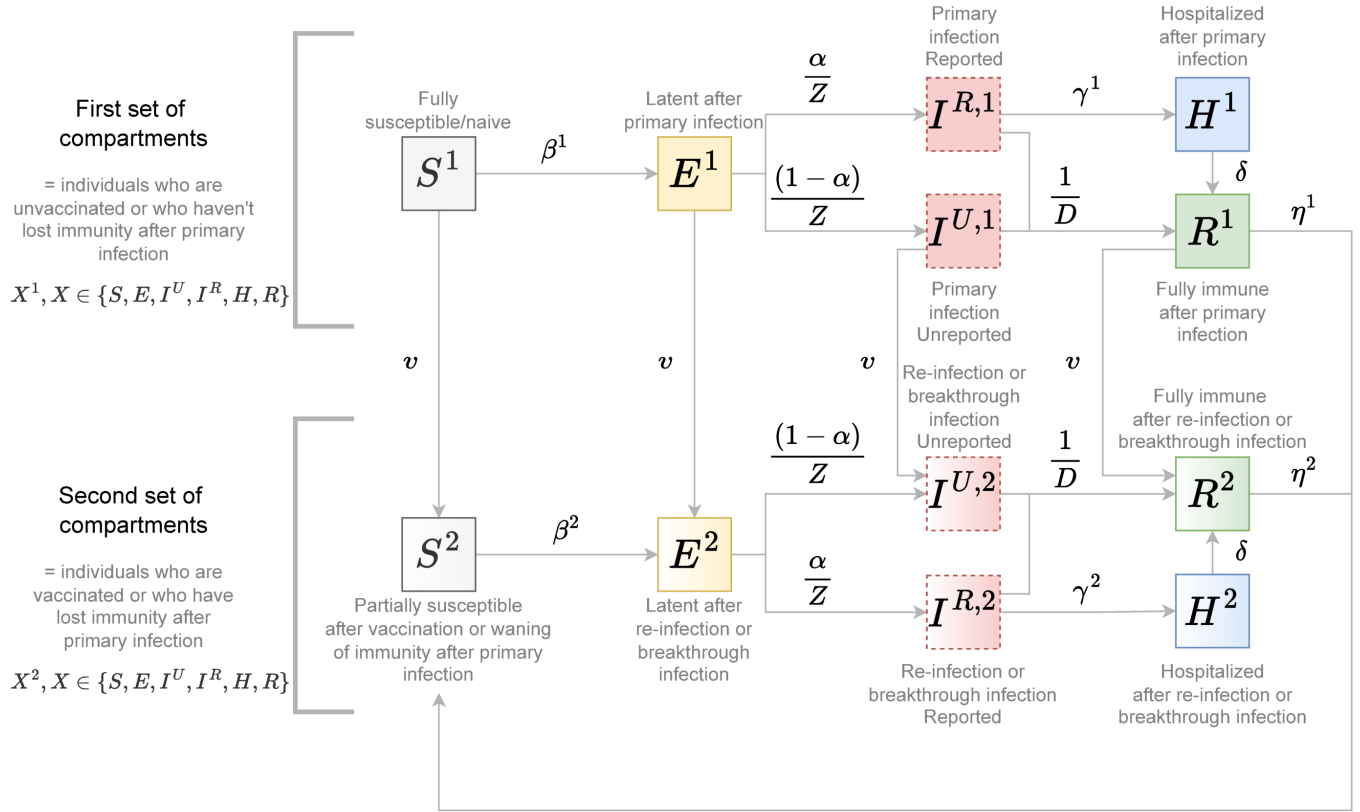 First set of
compartments
= individuals who are
unvaccinated or who haven't
lost immunity after primary
infection
X¹, X ∈ {S, E, Iᵁ, Iᴿ, H, R}
Fully
susceptible/naive
S¹
β¹
Latent after
primary infection
E¹
α/Z
(1 − α)/Z
Primary
infection
Reported
I^{R,1}
γ¹
Hospitalized
after primary
infection
H¹
δ
I^{U,1}
1/D
R¹
η¹
Primary
infection
Unreported
Fully immune
after primary
infection
v
v
v
v
Second set of
compartments
= individuals who are
vaccinated or who have
lost immunity after
primary infection
X², X ∈ {S, E, Iᵁ, Iᴿ, H, R}
S²
Partially susceptible
after vaccination or waning
of immunity after primary
infection
β²
E²
Latent after
re-infection or
breakthrough
infection
(1 − α)/Z
α/Z
Re-infection or
breakthrough
infection
Unreported
I^{U,2}
1/D
Fully immune
after re-infection or
breakthrough infection
R²
η²
δ
I^{R,2}
γ²
H²
Re-infection or
breakthrough infection
Reported
Hospitalized
after re-infection or
breakthrough infection